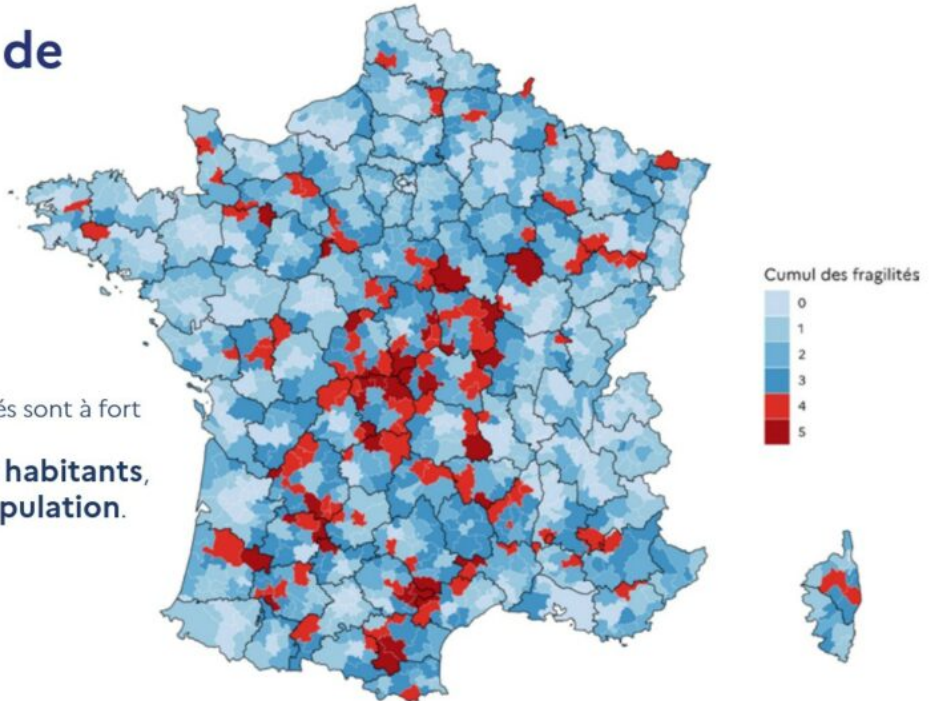 de
és sont à fort
habitants,
pulation.
Cumul des fragilités
0
1
2
3
4
5